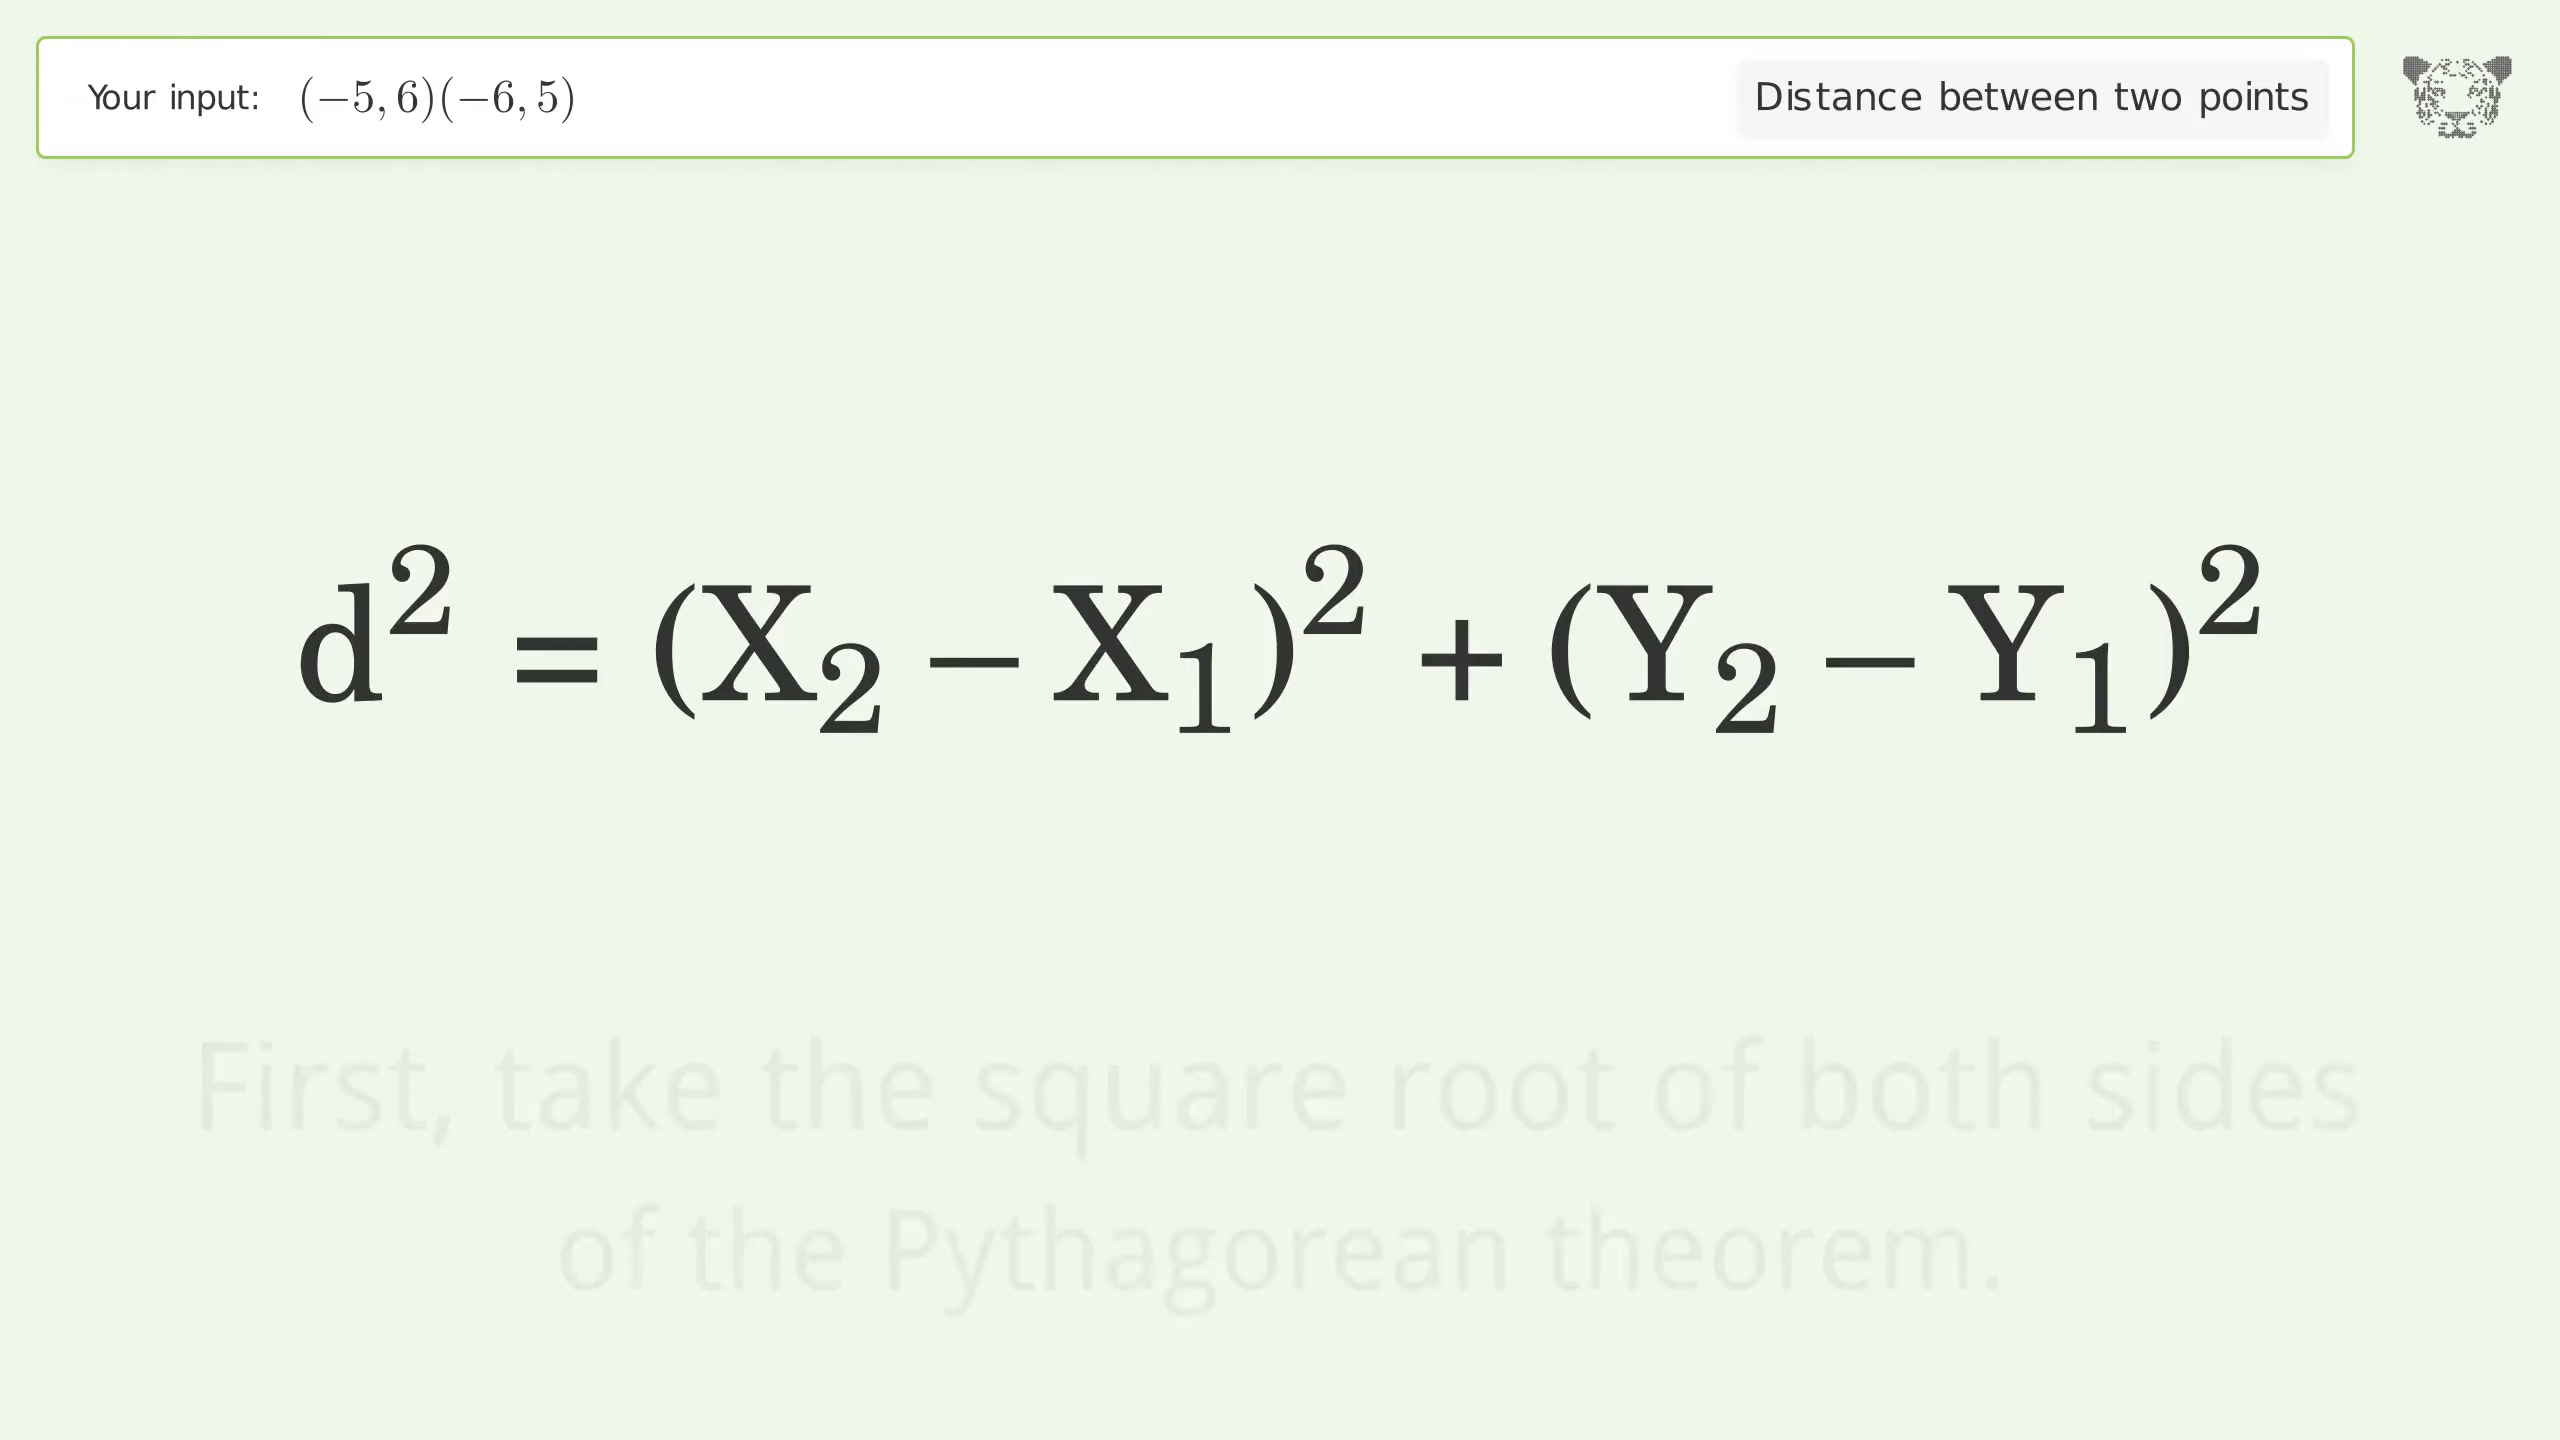 Your input: (−5, 6)(−6, 5)
Distance between two points
d² = (X₂ − X₁)² + (Y₂ − Y₁)²
First, take the square root of both sides
of the Pythagorean theorem.